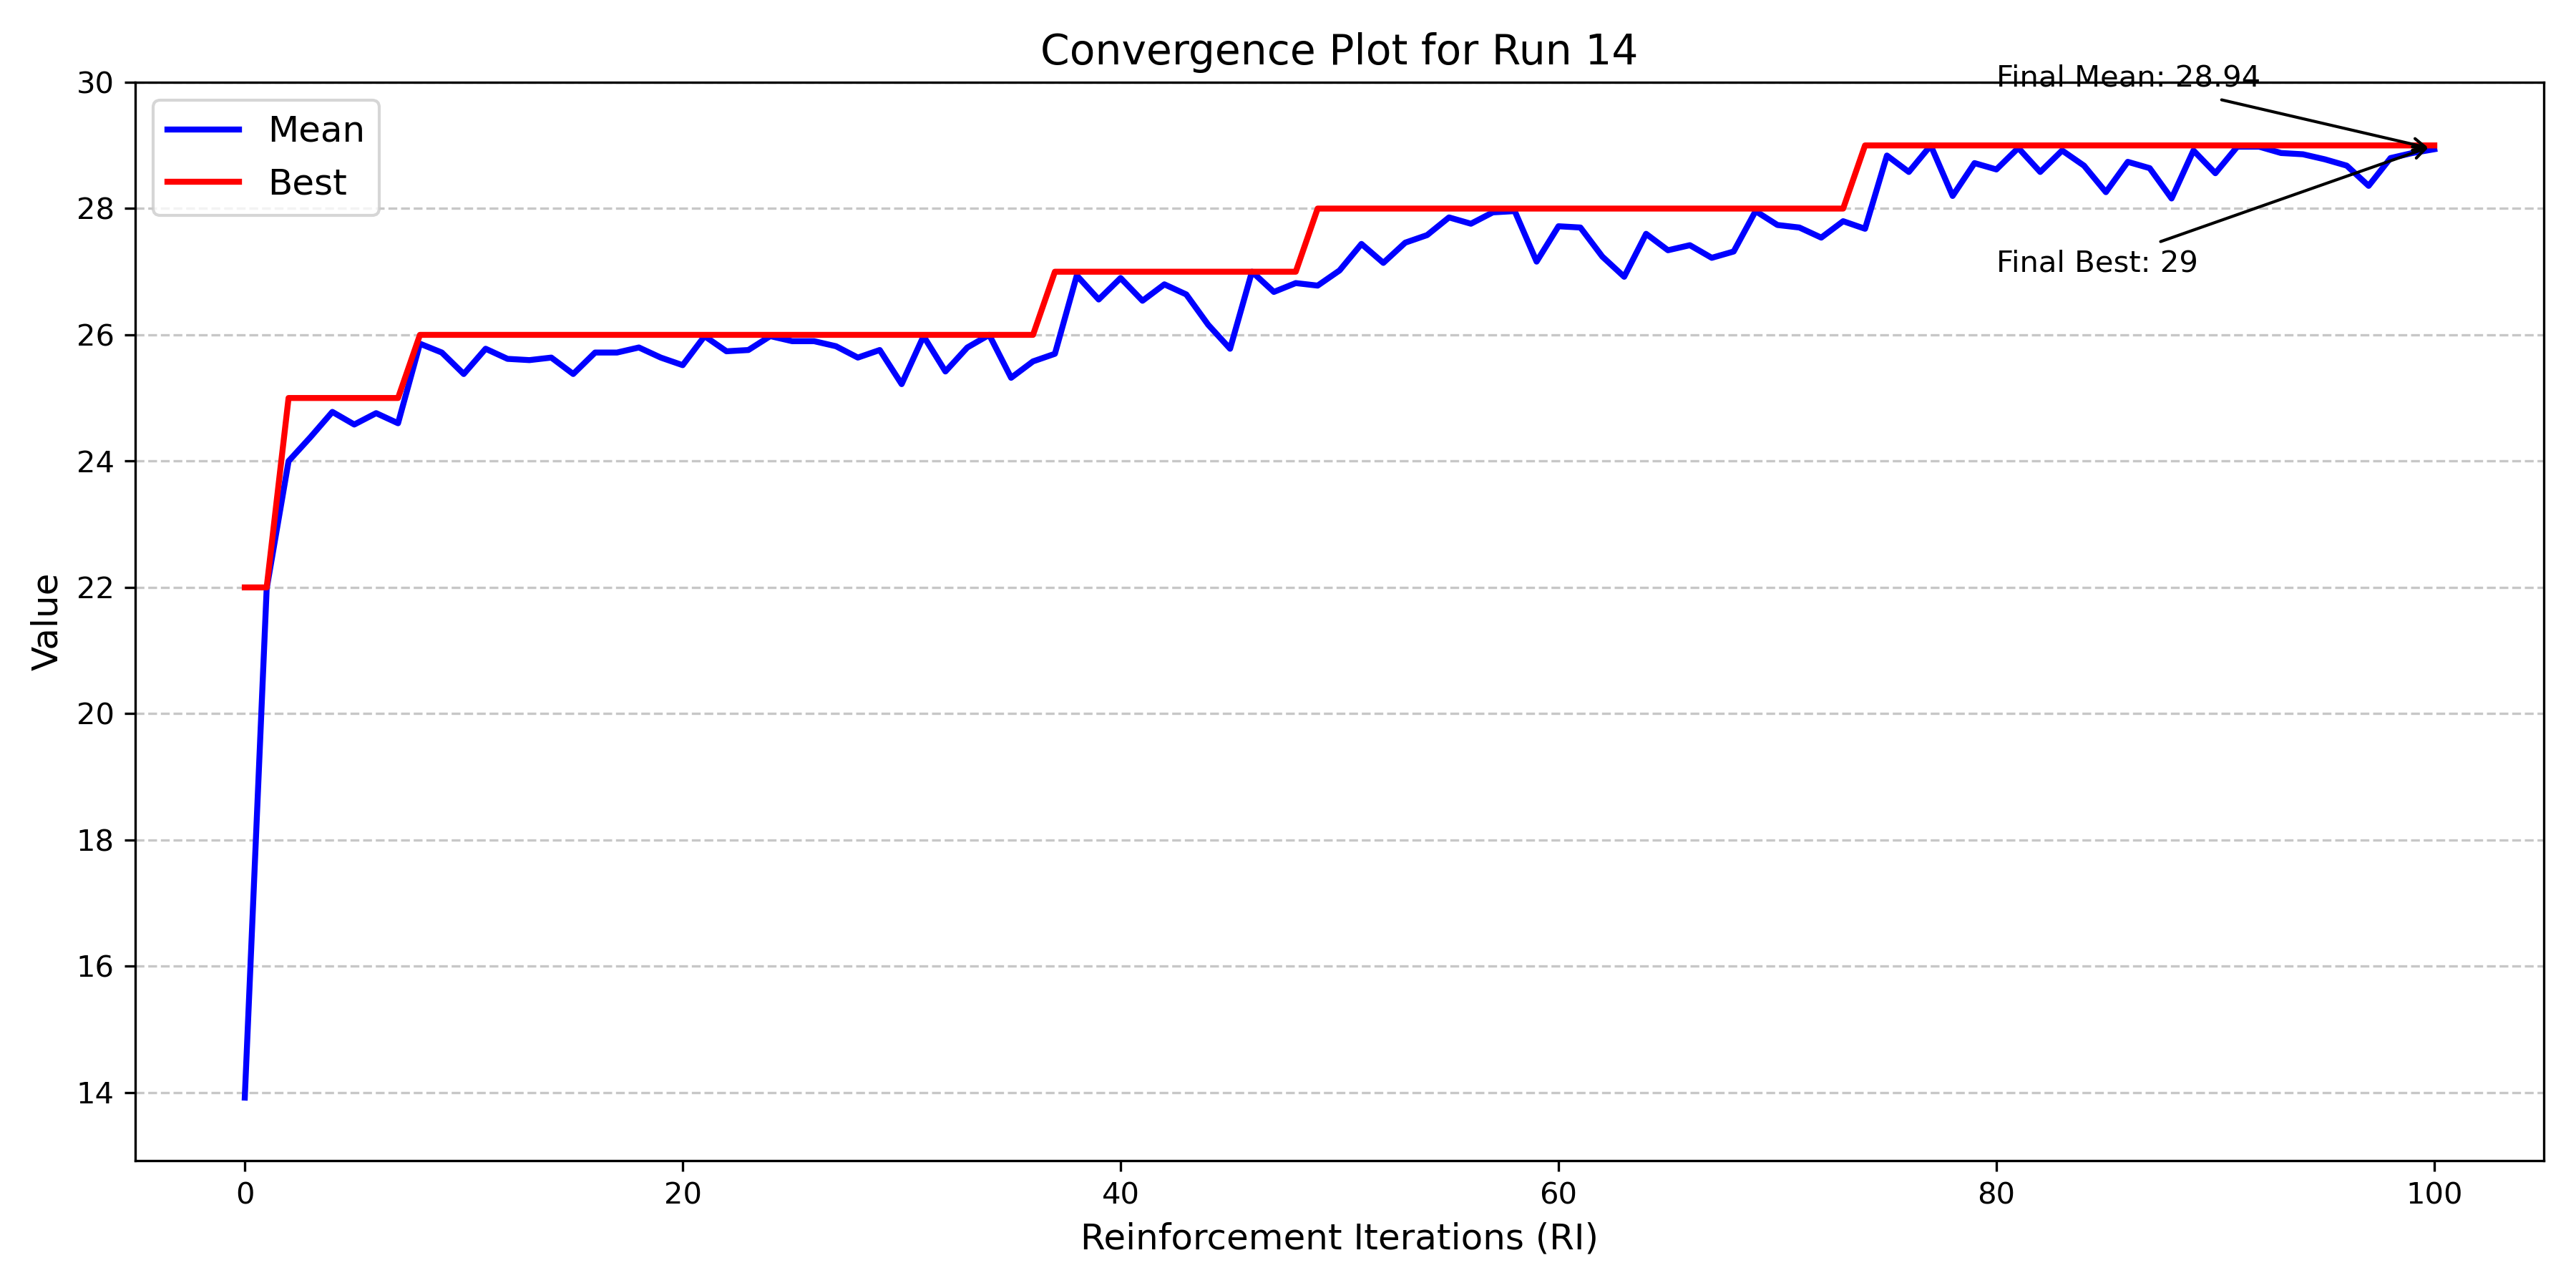 Convergence Plot for Run 14
Final Mean: 28.94
Mean
Best
Final Best: 29
30
28
26
24
22
20
18
16
14
Value
0 20 40 60 80 100
Reinforcement Iterations (RI)